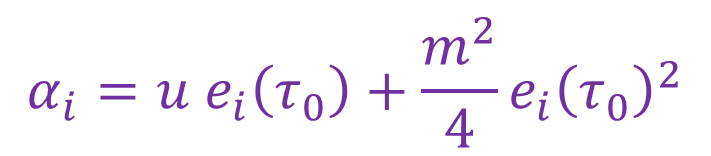 αᵢ = u eᵢ(τ₀) + m²/4 eᵢ(τ₀)²